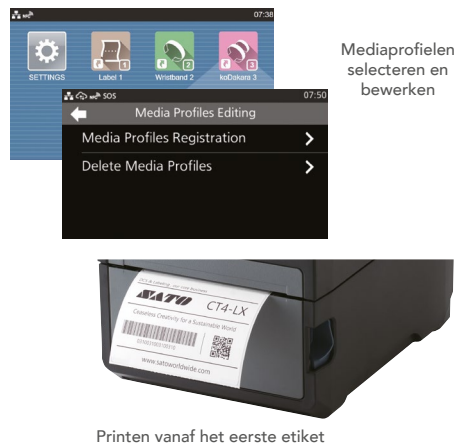 07:38
SETTINGS
Label 1
Wristband 2
koDakara 3
Mediaprofielen
selecteren en
bewerken
SOS
07:50
Media Profiles Editing
Media Profiles Registration
Delete Media Profiles
SATO
CT4-LX
Ceaseless Creativity for a Sustainable World
www.satoworldwide.com
Printen vanaf het eerste etiket